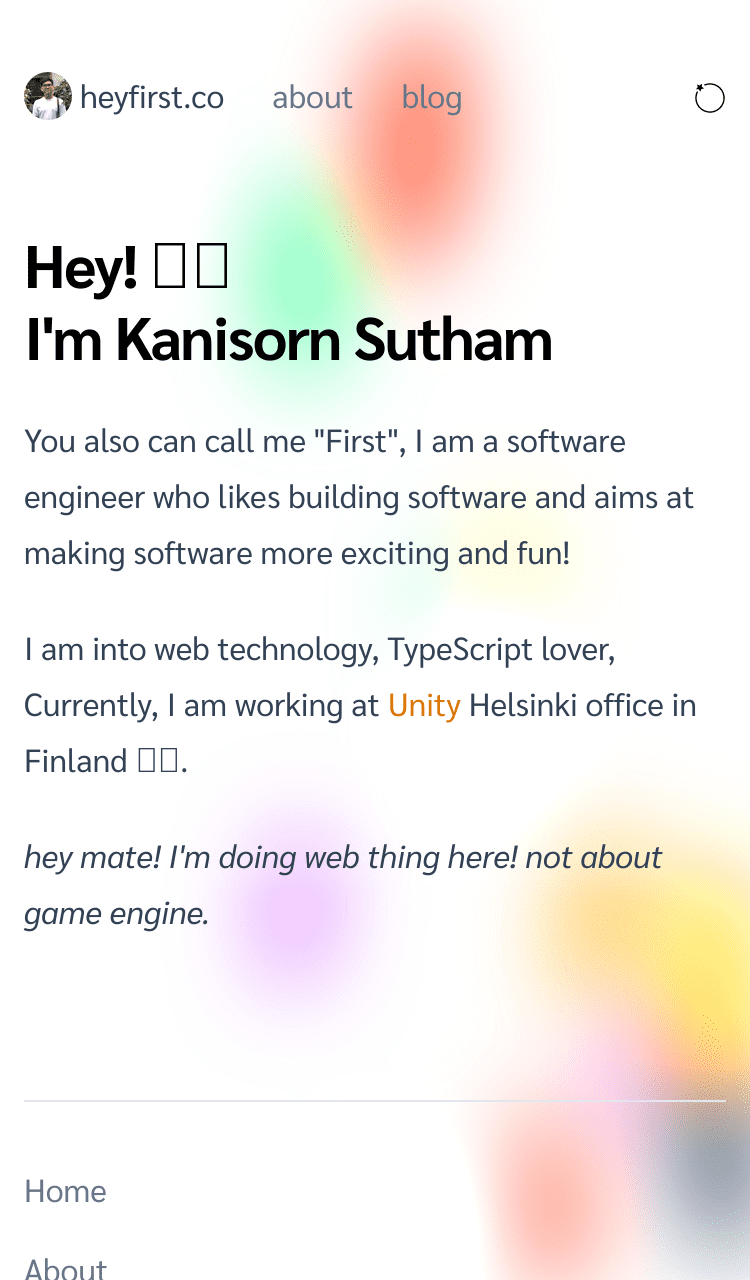 heyfirst.co about blog
Hey!
I'm Kanisorn Sutham
You also can call me "First", I am a software
engineer who likes building software and aims at
making software more exciting and fun!
I am into web technology, TypeScript lover,
Currently, I am working at Unity Helsinki office in
Finland .
hey mate! I'm doing web thing here! not about
game engine.
Home
About